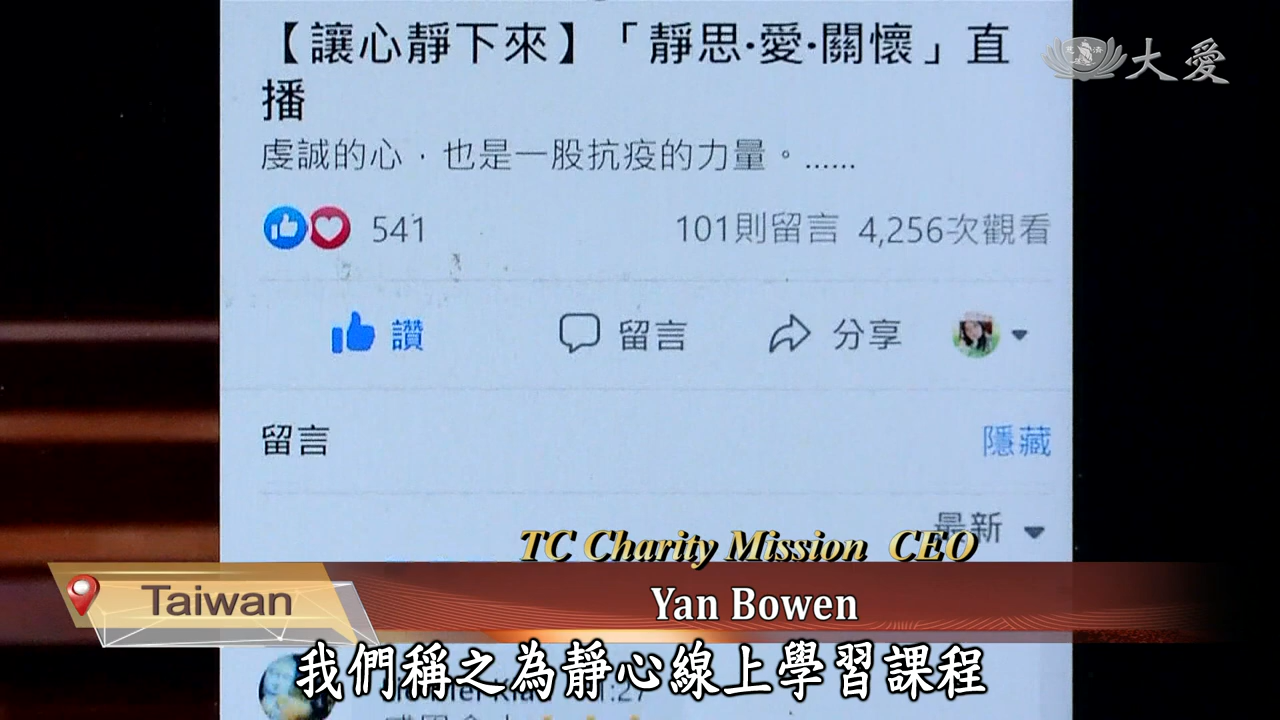 【讓心靜下來】「靜思·愛·關懷」直
播
大愛
虔誠的心，也是一股抗疫的力量。......
541
101則留言 4,256次觀看
讚
留言
分享
留言
隱藏
最新
TC Charity Mission CEO
Taiwan
Yan Bowen
我們稱之為靜心線上學習課程